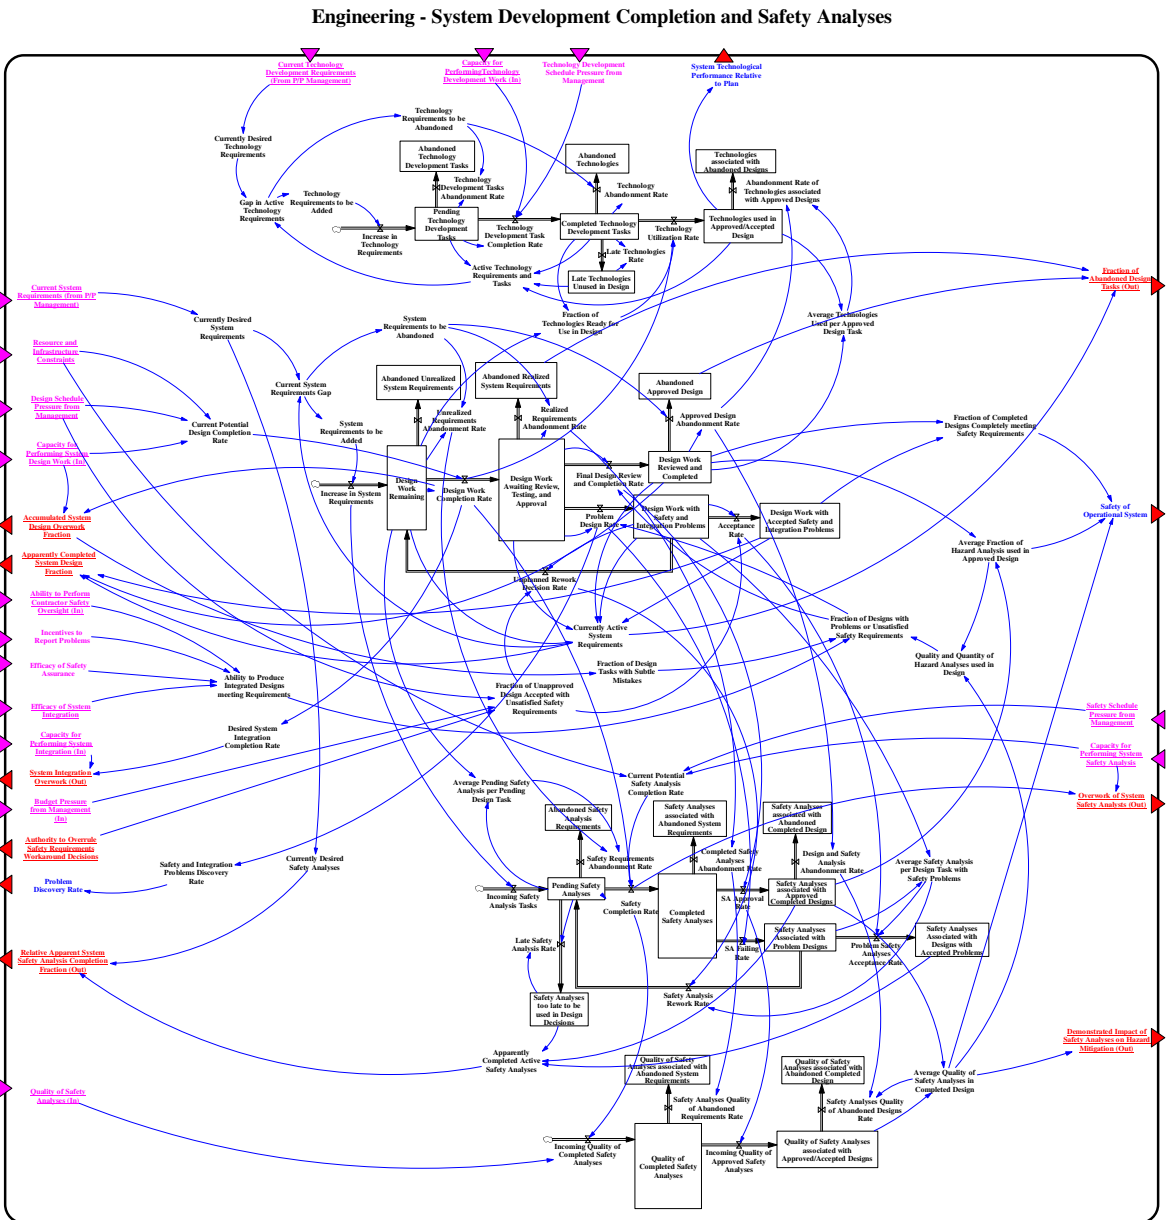 Engineering - System Development Completion and Safety Analyses
Current Technology
Development Requirements
(From P/P Management)
Capacity for
PerformingTechnology
Development Work (In)
Technology Development
Schedule Pressure from
Management
System Technological
Performance Relative
to Plan
Technology
Requirements to be
Abandoned
Currently Desired
Technology
Requirements
Abandoned
Technology
Development Tasks
Abandoned
Technologies
Technologies
associated with
Abandoned Designs
Technology
Development Tasks
Abandonment Rate
Technology
Abandonment Rate
Abandonment Rate of
Technologies associated
with Approved Designs
Gap in Active
Technology
Requirements
Technology
Requirements to be
Added
Increase in
Technology
Requirements
Pending
Technology
Development
Tasks
Technology
Development Task
Completion Rate
Completed Technology
Development Tasks
Technology
Utilization Rate
Technologies used in
Approved/Accepted
Design
Late Technologies
Rate
Active Technology
Requirements and
Tasks
Late Technologies
Unused in Design
Fraction of
Abandoned Design
Tasks (Out)
Current System
Requirements (from P/P
Management)
Currently Desired
System
Requirements
System
Requirements to be
Abandoned
Fraction of
Technologies Ready for
Use in Design
Average Technologies
Used per Approved
Design Task
Resource and
Infrastructure
Constraints
Current System
Requirements Gap
Abandoned Unrealized
System Requirements
Abandoned Realized
System Requirements
Abandoned
Approved Design
Design Schedule
Pressure from
Management
Current Potential
Design Completion
Rate
System
Requirements to be
Added
Unrealized
Requirements
Abandonment Rate
Realized
Requirements
Abandonment Rate
Approved Design
Abandonment Rate
Fraction of Completed
Designs Completely meeting
Safety Requirements
Capacity for
Performing System
Design Work (In)
Increase in System
Requirements
Design
Work
Remaining
Design Work
Completion Rate
Design Work
Awaiting Review,
Testing, and
Approval
Final Design Review
and Completion Rate
Design Work
Reviewed and
Completed
Problem
Design Rate
Design Work with
Safety and
Integration Problems
Acceptance
Rate
Design Work with
Accepted Safety and
Integration Problems
Safety of
Operational System
Accumulated System
Design Overwork
Fraction
Apparently Completed
System Design
Fraction
Average Fraction of
Hazard Analysis used in
Approved Design
Unplanned Rework
Decision Rate
Ability to Perform
Contractor Safety
Oversight (In)
Incentives to
Report Problems
Currently Active
System
Requirements
Fraction of Designs with
Problems or Unsatisfied
Safety Requirements
Efficacy of Safety
Assurance
Ability to Produce
Integrated Designs
meeting Requirements
Fraction of Design
Tasks with Subtle
Mistakes
Quality and Quantity of
Hazard Analyses used in
Design
Efficacy of System
Integration
Fraction of Unapproved
Design Accepted with
Unsatisfied Safety
Requirements
Safety Schedule
Pressure from
Management
Capacity for
Performing System
Integration (In)
Desired System
Integration
Completion Rate
Capacity for
Performing System
Safety Analysis
System Integration
Overwork (Out)
Current Potential
Safety Analysis
Completion Rate
Average Pending Safety
Analysis per Pending
Design Task
Overwork of System
Safety Analysts (Out)
Budget Pressure
from Management
(In)
Abandoned Safety
Analysis
Requirements
Safety Analyses
associated with
Abandoned System
Requirements
Safety Analyses
associated with
Abandoned
Completed Design
Authority to Overrule
Safety Requirements
Workaround Decisions
Safety and Integration
Problems Discovery
Rate
Currently Desired
Safety Analyses
Safety Requirements
Abandonment Rate
Completed Safety
Analyses
Abandonment Rate
Design and Safety
Analysis
Abandonment Rate
Average Safety Analysis
per Design Task with
Safety Problems
Problem
Discovery Rate
Incoming Safety
Analysis Tasks
Pending Safety
Analyses
Safety
Completion Rate
Completed
Safety Analyses
SA Approval
Rate
Safety Analyses
associated with
Approved
Completed Designs
Late Safety
Analysis Rate
SA Failing
Rate
Safety Analyses
Associated with
Problem Designs
Problem Safety
Analyses
Acceptance Rate
Safety Analyses
Associated with
Designs with
Accepted Problems
Relative Apparent System
Safety Analysis Completion
Fraction (Out)
Safety Analyses
too late to be
used in Design
Decisions
Safety Analysis
Rework Rate
Apparently
Completed Active
Safety Analyses
Demonstrated Impact of
Safety Analyses on Hazard
Mitigation (Out)
Quality of Safety
Analyses associated with
Abandoned System
Requirements
Quality of Safety
Analyses associated with
Abandoned Completed
Design
Average Quality of
Safety Analyses in
Completed Design
Quality of Safety
Analyses (In)
Safety Analyses Quality
of Abandoned
Requirements Rate
Safety Analyses Quality
of Abandoned Designs
Rate
Incoming Quality of
Completed Safety
Analyses
Quality of
Completed Safety
Analyses
Incoming Quality of
Approved Safety
Analyses
Quality of Safety Analyses
associated with
Approved/Accepted Designs